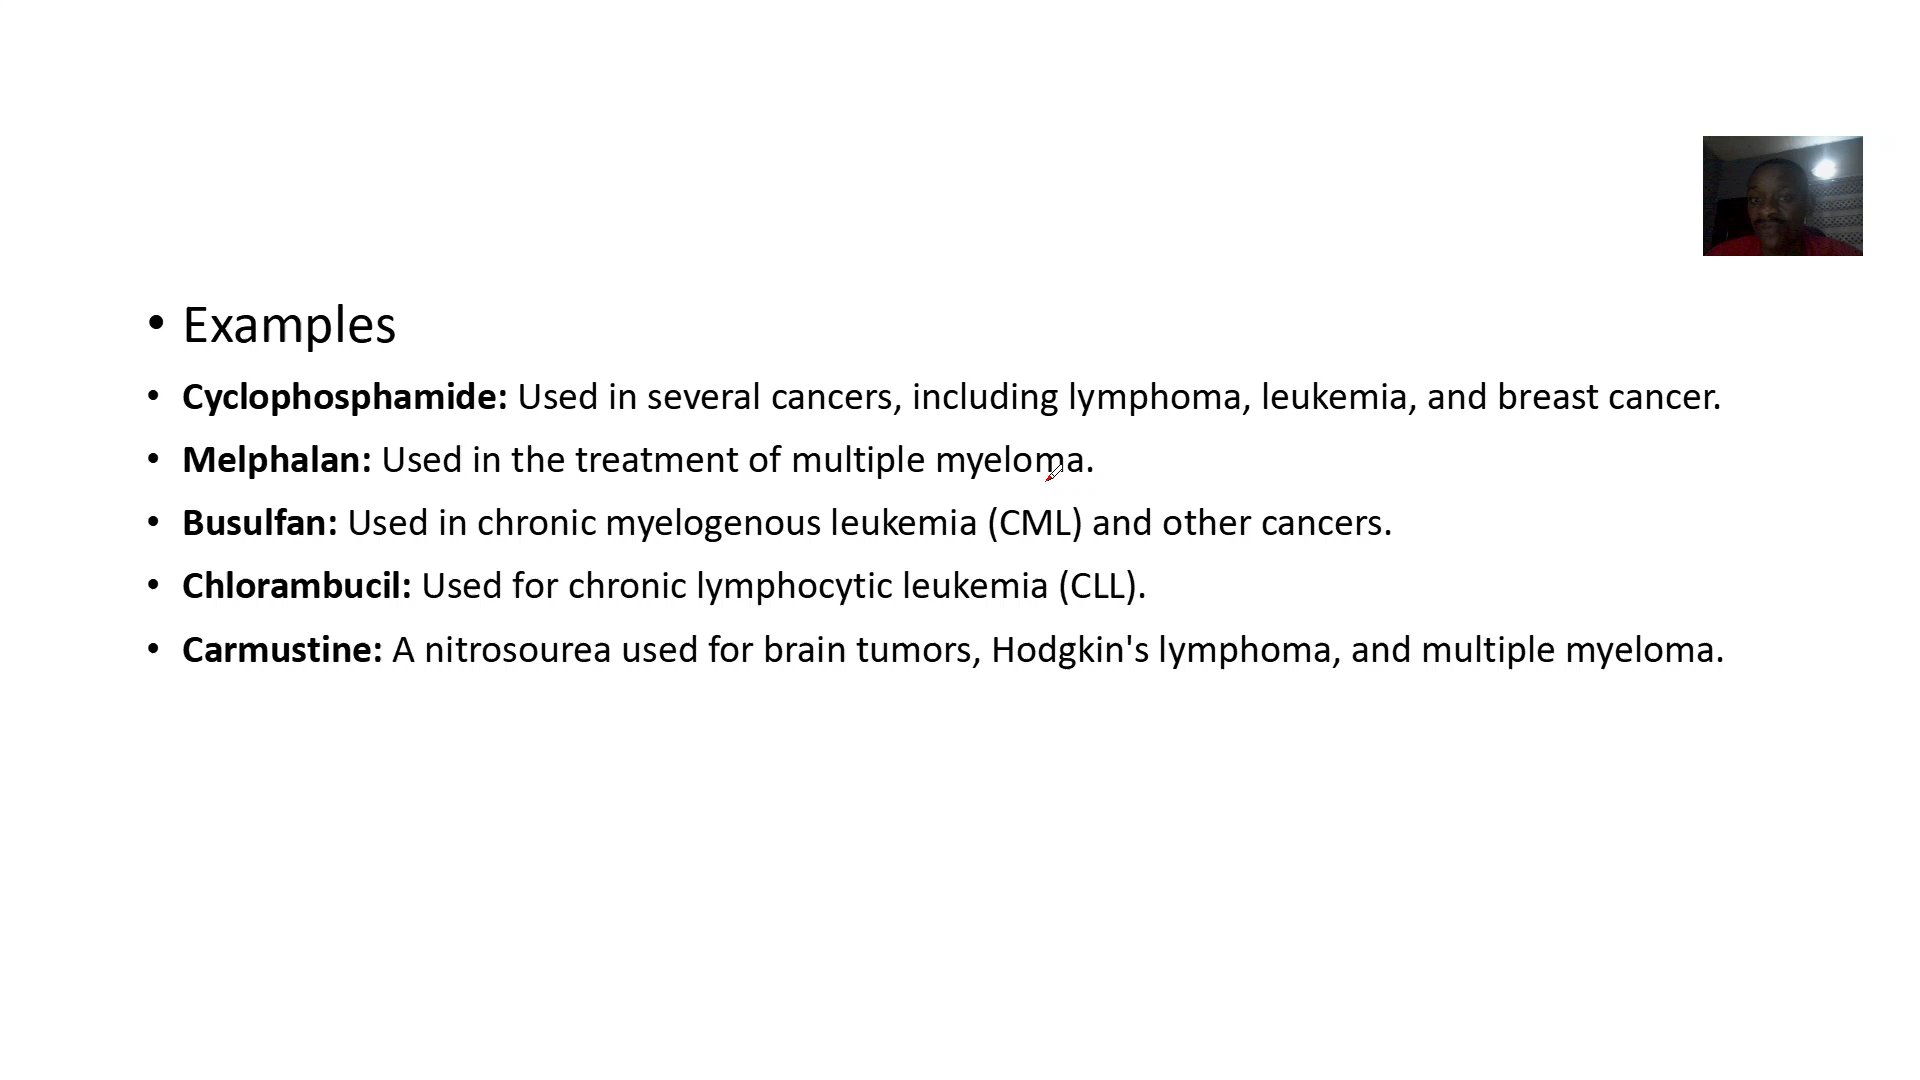 • Examples
• Cyclophosphamide: Used in several cancers, including lymphoma, leukemia, and breast cancer.
• Melphalan: Used in the treatment of multiple myeloma.
• Busulfan: Used in chronic myelogenous leukemia (CML) and other cancers.
• Chlorambucil: Used for chronic lymphocytic leukemia (CLL).
• Carmustine: A nitrosourea used for brain tumors, Hodgkin's lymphoma, and multiple myeloma.